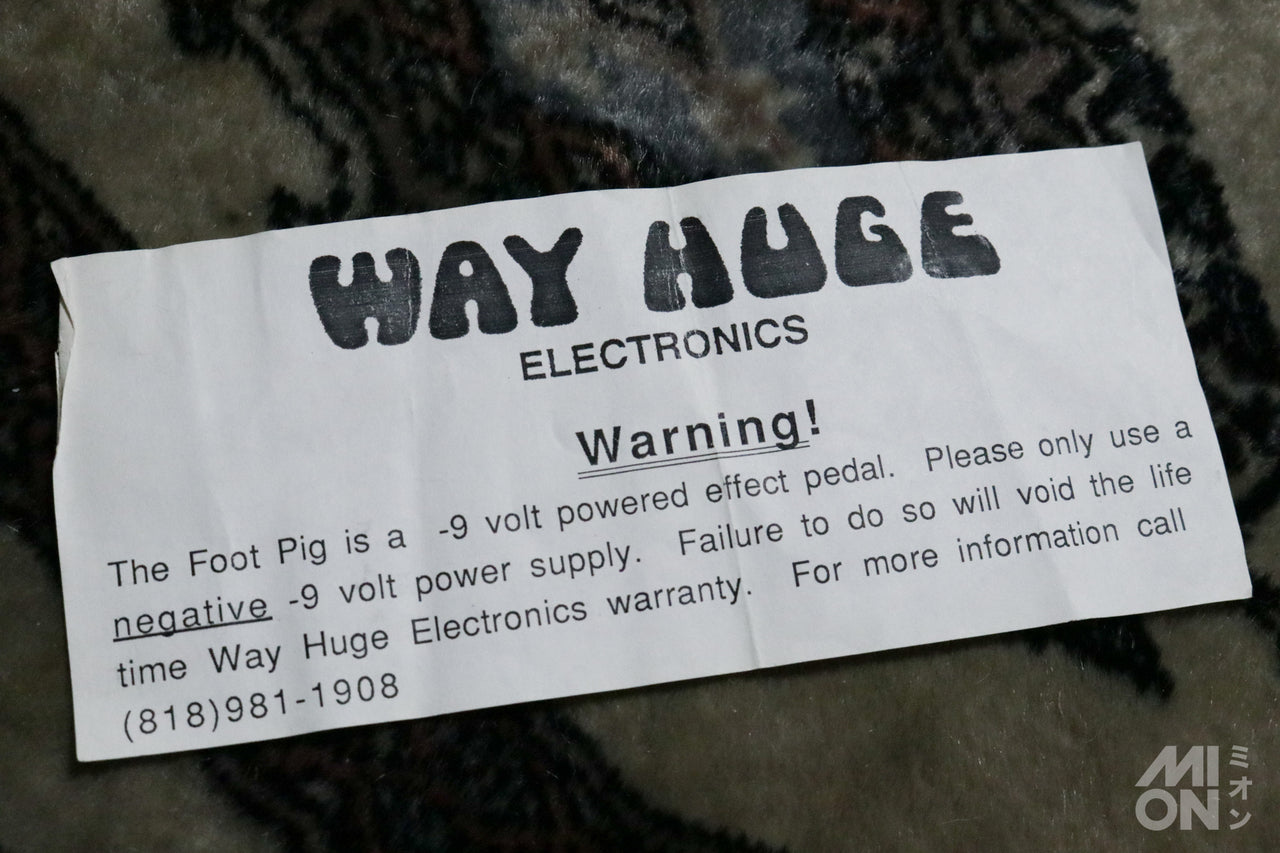 WAY HUGE
ELECTRONICS
Warning!
The Foot Pig is a -9 volt powered effect pedal. Please only use a
negative -9 volt power supply. Failure to do so will void the life
time Way Huge Electronics warranty. For more information call
(818)981-1908
MI
ON
ミオン